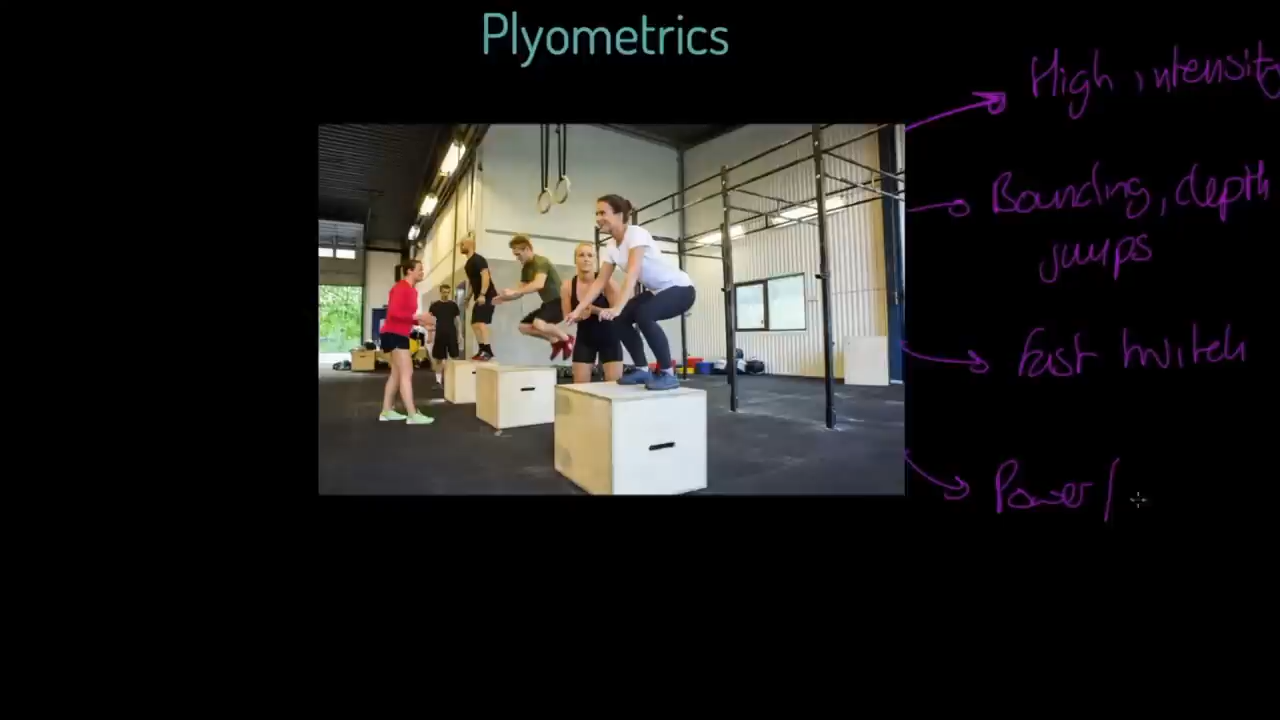 Plyometrics
High intensity
Bounding, depth
jumps
Fast twitch
Power/